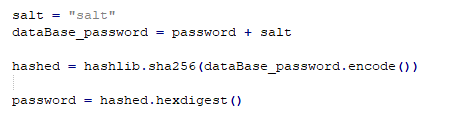 salt = "salt"
dataBase_password = password + salt
hashed = hashlib.sha256(dataBase_password.encode())
password = hashed.hexdigest()